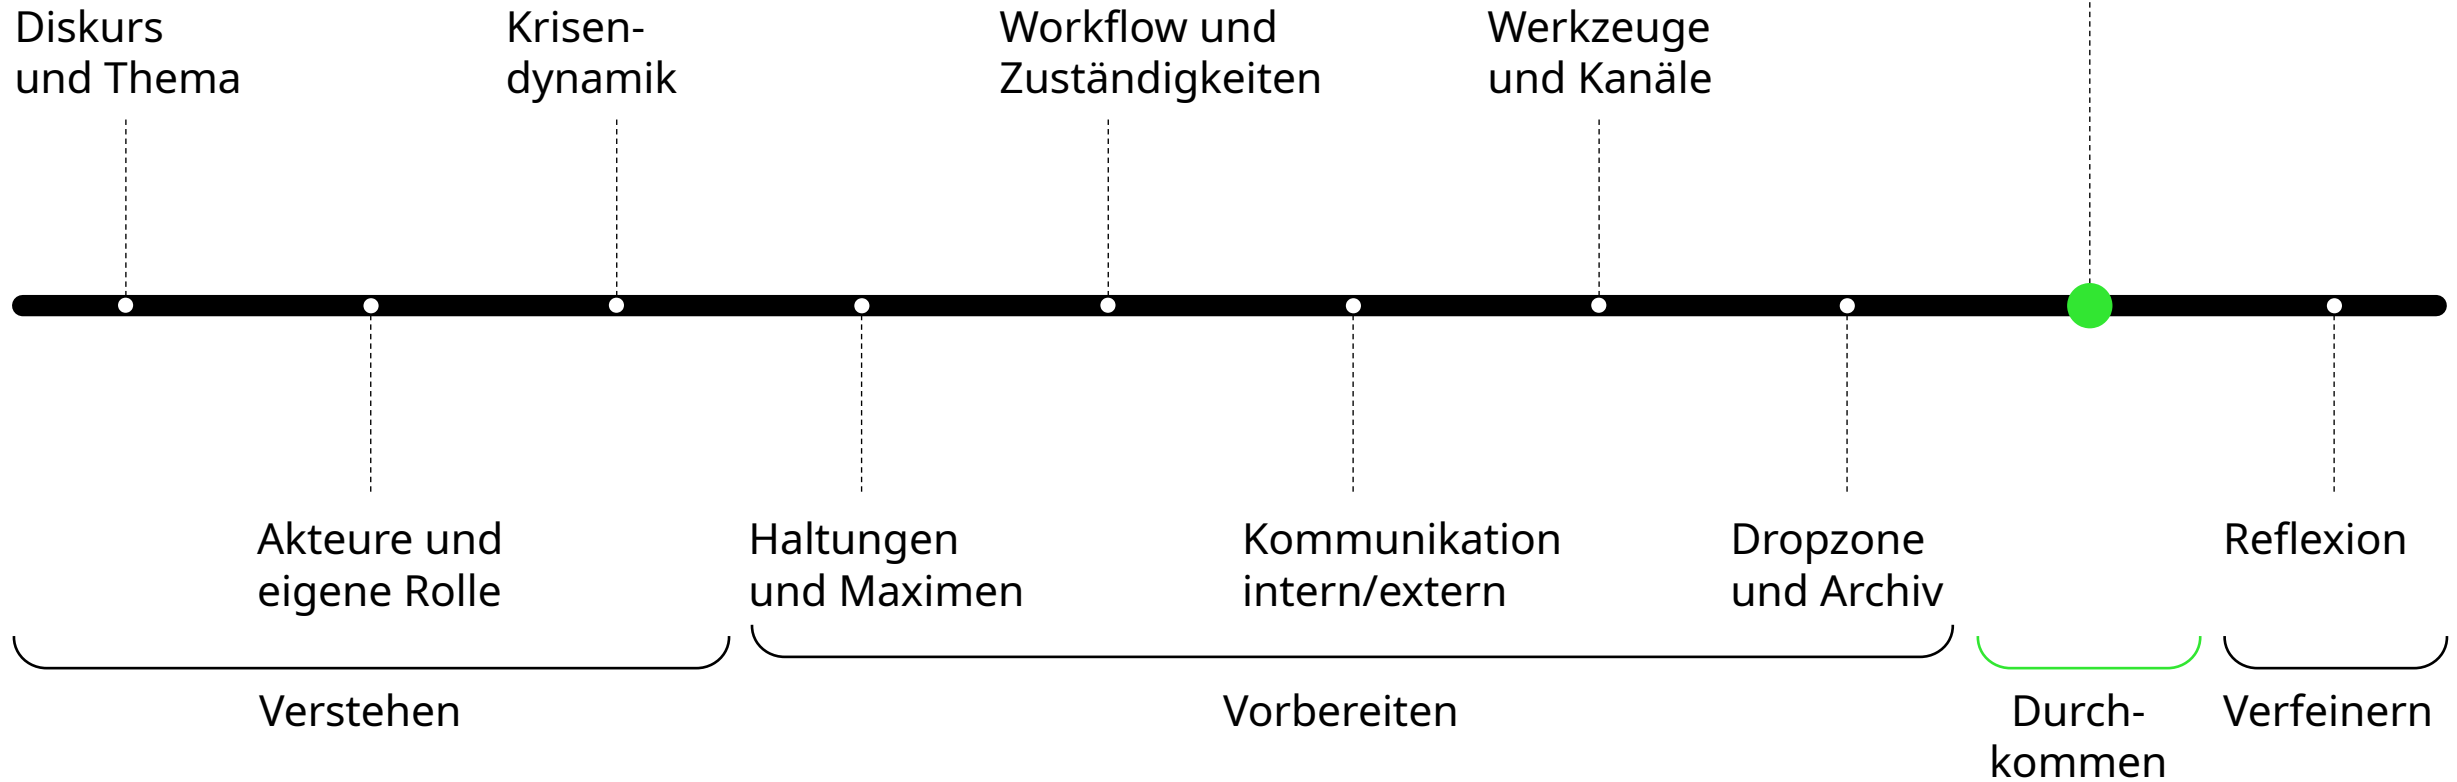 Diskurs
und Thema
Krisen-
dynamik
Workflow und
Zuständigkeiten
Werkzeuge
und Kanäle
Akteure und
eigene Rolle
Haltungen
und Maximen
Kommunikation
intern/extern
Dropzone
und Archiv
Reflexion
Verstehen
Vorbereiten
Durch-
kommen
Verfeinern